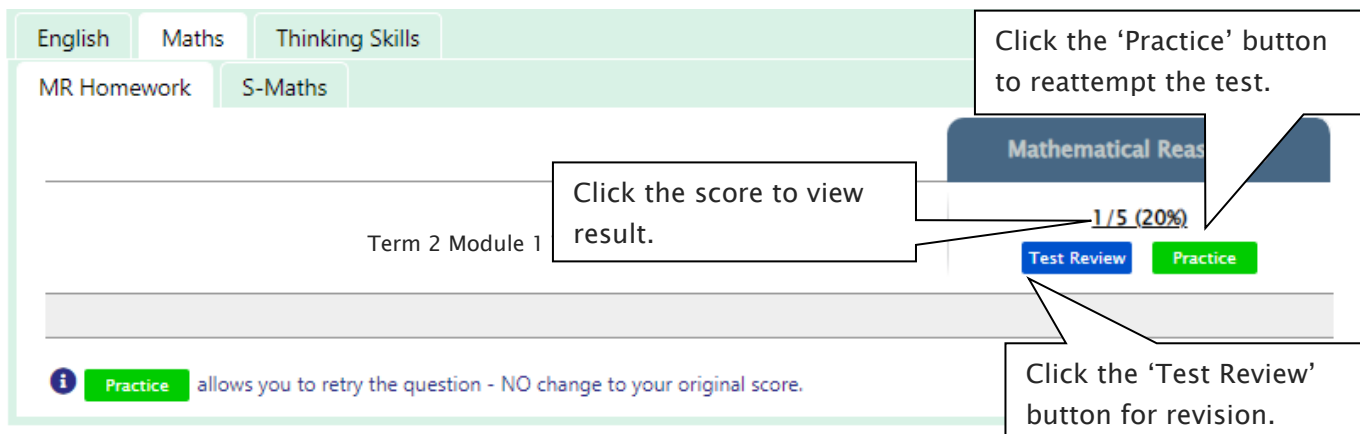 English Maths Thinking Skills
Click the ‘Practice’ button
to reattempt the test.
MR Homework S-Maths
Mathematical Reas
Click the score to view
result.
1/5 (20%)
Term 2 Module 1
Test Review Practice
Click the ‘Test Review’
button for revision.
Practice allows you to retry the question - NO change to your original score.